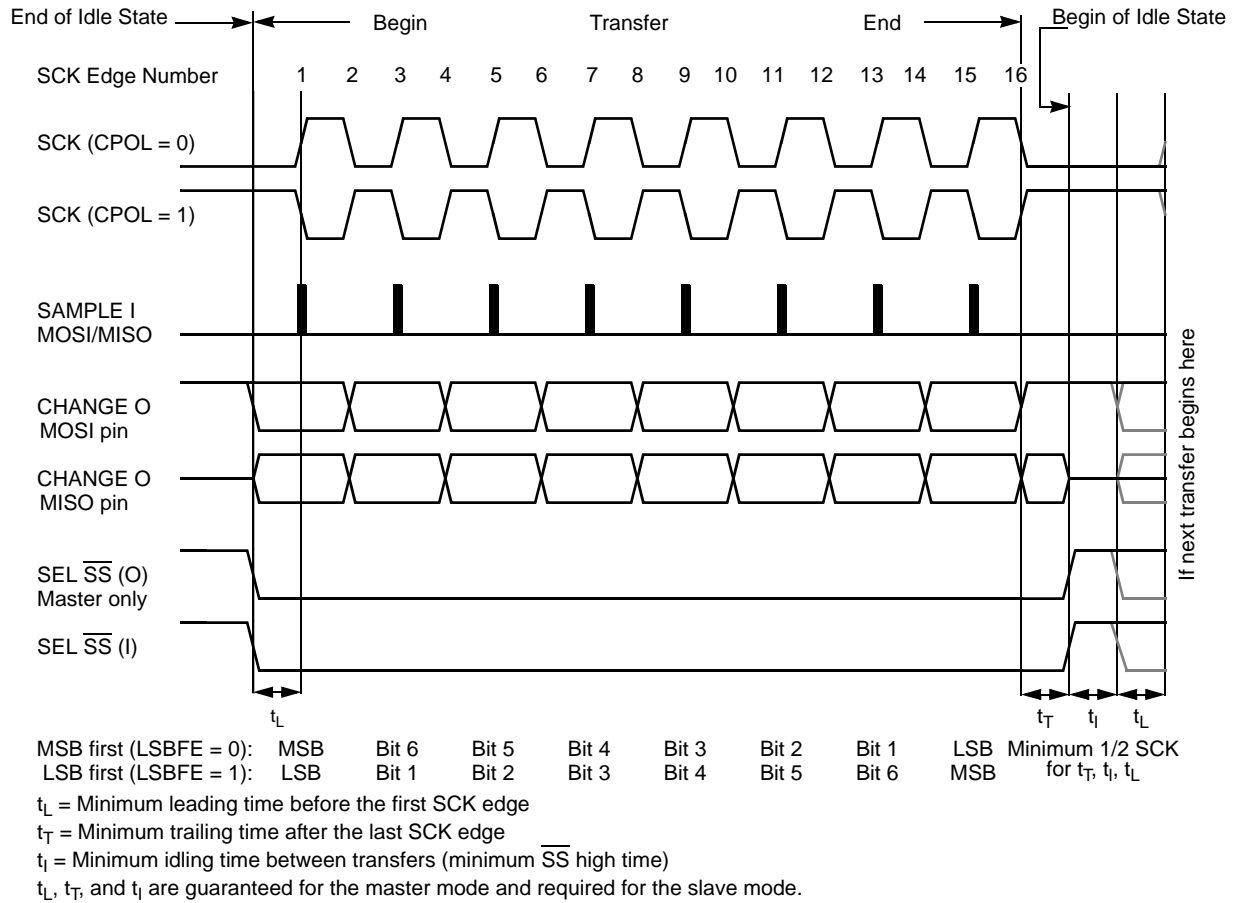 End of Idle State Begin Transfer End Begin of Idle State
SCK Edge Number 1 2 3 4 5 6 7 8 9 10 11 12 13 14 15 16
SCK (CPOL = 0)
SCK (CPOL = 1)
SAMPLE I
MOSI/MISO
CHANGE O
MOSI pin
CHANGE O
MISO pin
SEL SS (O)
Master only
SEL SS (I)
If next transfer begins here
tL tT tI tL
MSB first (LSBFE = 0): MSB Bit 6 Bit 5 Bit 4 Bit 3 Bit 2 Bit 1 LSB Minimum 1/2 SCK
LSB first (LSBFE = 1): LSB Bit 1 Bit 2 Bit 3 Bit 4 Bit 5 Bit 6 MSB for tT, tI, tL
tL = Minimum leading time before the first SCK edge
tT = Minimum trailing time after the last SCK edge
tI = Minimum idling time between transfers (minimum SS high time)
tL, tT, and tI are guaranteed for the master mode and required for the slave mode.